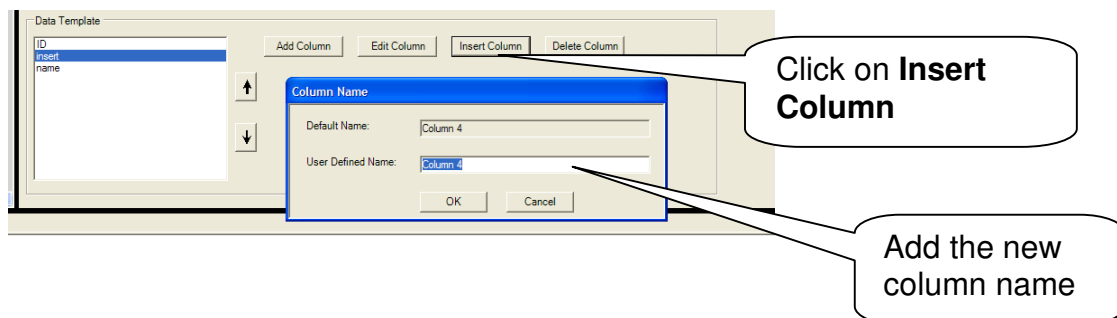 Data Template
ID
insert
name
Add Column Edit Column Insert Column Delete Column
Column Name
Default Name: Column 4
User Defined Name: Column 4
OK Cancel
Click on Insert
Column
Add the new
column name